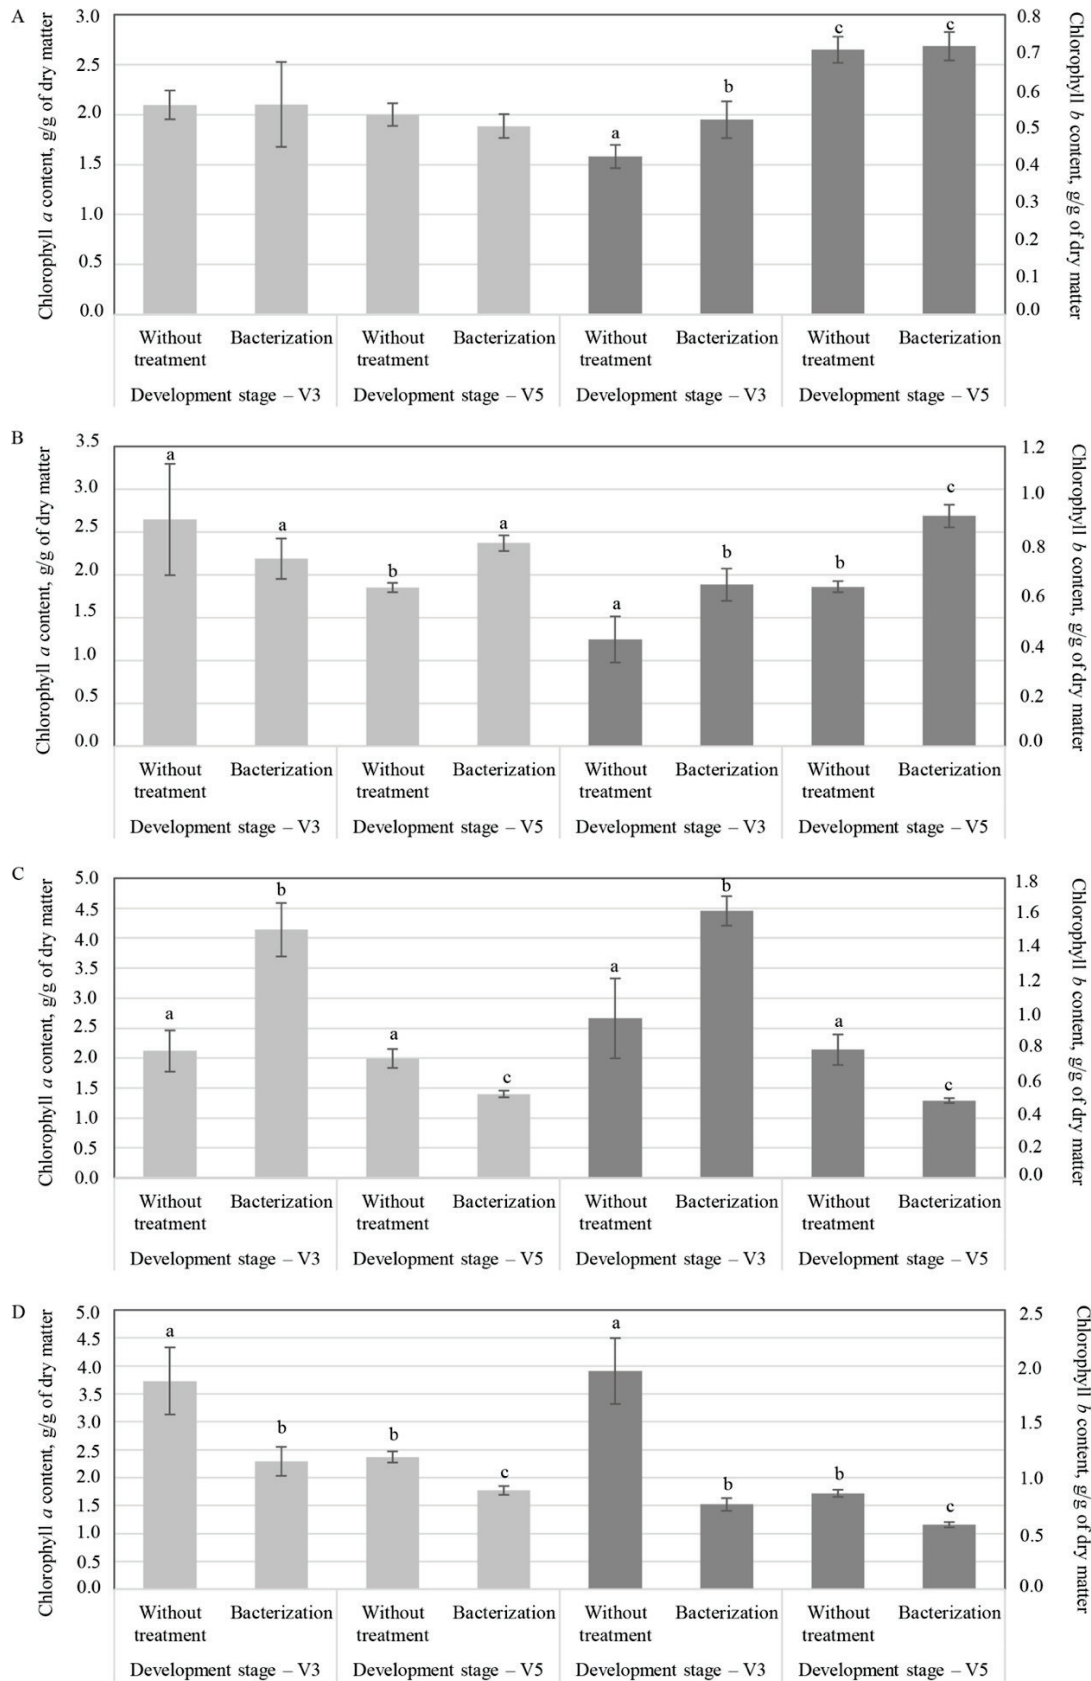 A
Chlorophyll a content, g/g of dry matter
3.0
2.5
2.0
1.5
1.0
0.5
0.0
c c
b
a
0.8
0.7
0.6
0.5
0.4
0.3
0.2
0.1
0.0
Chlorophyll b content, g/g of dry matter
Without Bacterization Without Bacterization Without Bacterization Without Bacterization
treatment treatment treatment treatment
Development stage – V3 Development stage – V5 Development stage – V3 Development stage – V5
B
Chlorophyll a content, g/g of dry matter
3.5
3.0
2.5
2.0
1.5
1.0
0.5
0.0
a a b a a b b c
1.2
1.0
0.8
0.6
0.4
0.2
0.0
Chlorophyll b content, g/g of dry matter
Without Bacterization Without Bacterization Without Bacterization Without Bacterization
treatment treatment treatment treatment
Development stage – V3 Development stage – V5 Development stage – V3 Development stage – V5
C
Chlorophyll a content, g/g of dry matter
5.0
4.5
4.0
3.5
3.0
2.5
2.0
1.5
1.0
0.5
0.0
a b a c a b a c
1.8
1.6
1.4
1.2
1.0
0.8
0.6
0.4
0.2
0.0
Chlorophyll b content, g/g of dry matter
Without Bacterization Without Bacterization Without Bacterization Without Bacterization
treatment treatment treatment treatment
Development stage – V3 Development stage – V5 Development stage – V3 Development stage – V5
D
Chlorophyll a content, g/g of dry matter
5.0
4.5
4.0
3.5
3.0
2.5
2.0
1.5
1.0
0.5
0.0
a b b c a b b c
2.5
2.0
1.5
1.0
0.5
0.0
Chlorophyll b content, g/g of dry matter
Without Bacterization Without Bacterization Without Bacterization Without Bacterization
treatment treatment treatment treatment
Development stage – V3 Development stage – V5 Development stage – V3 Development stage – V5